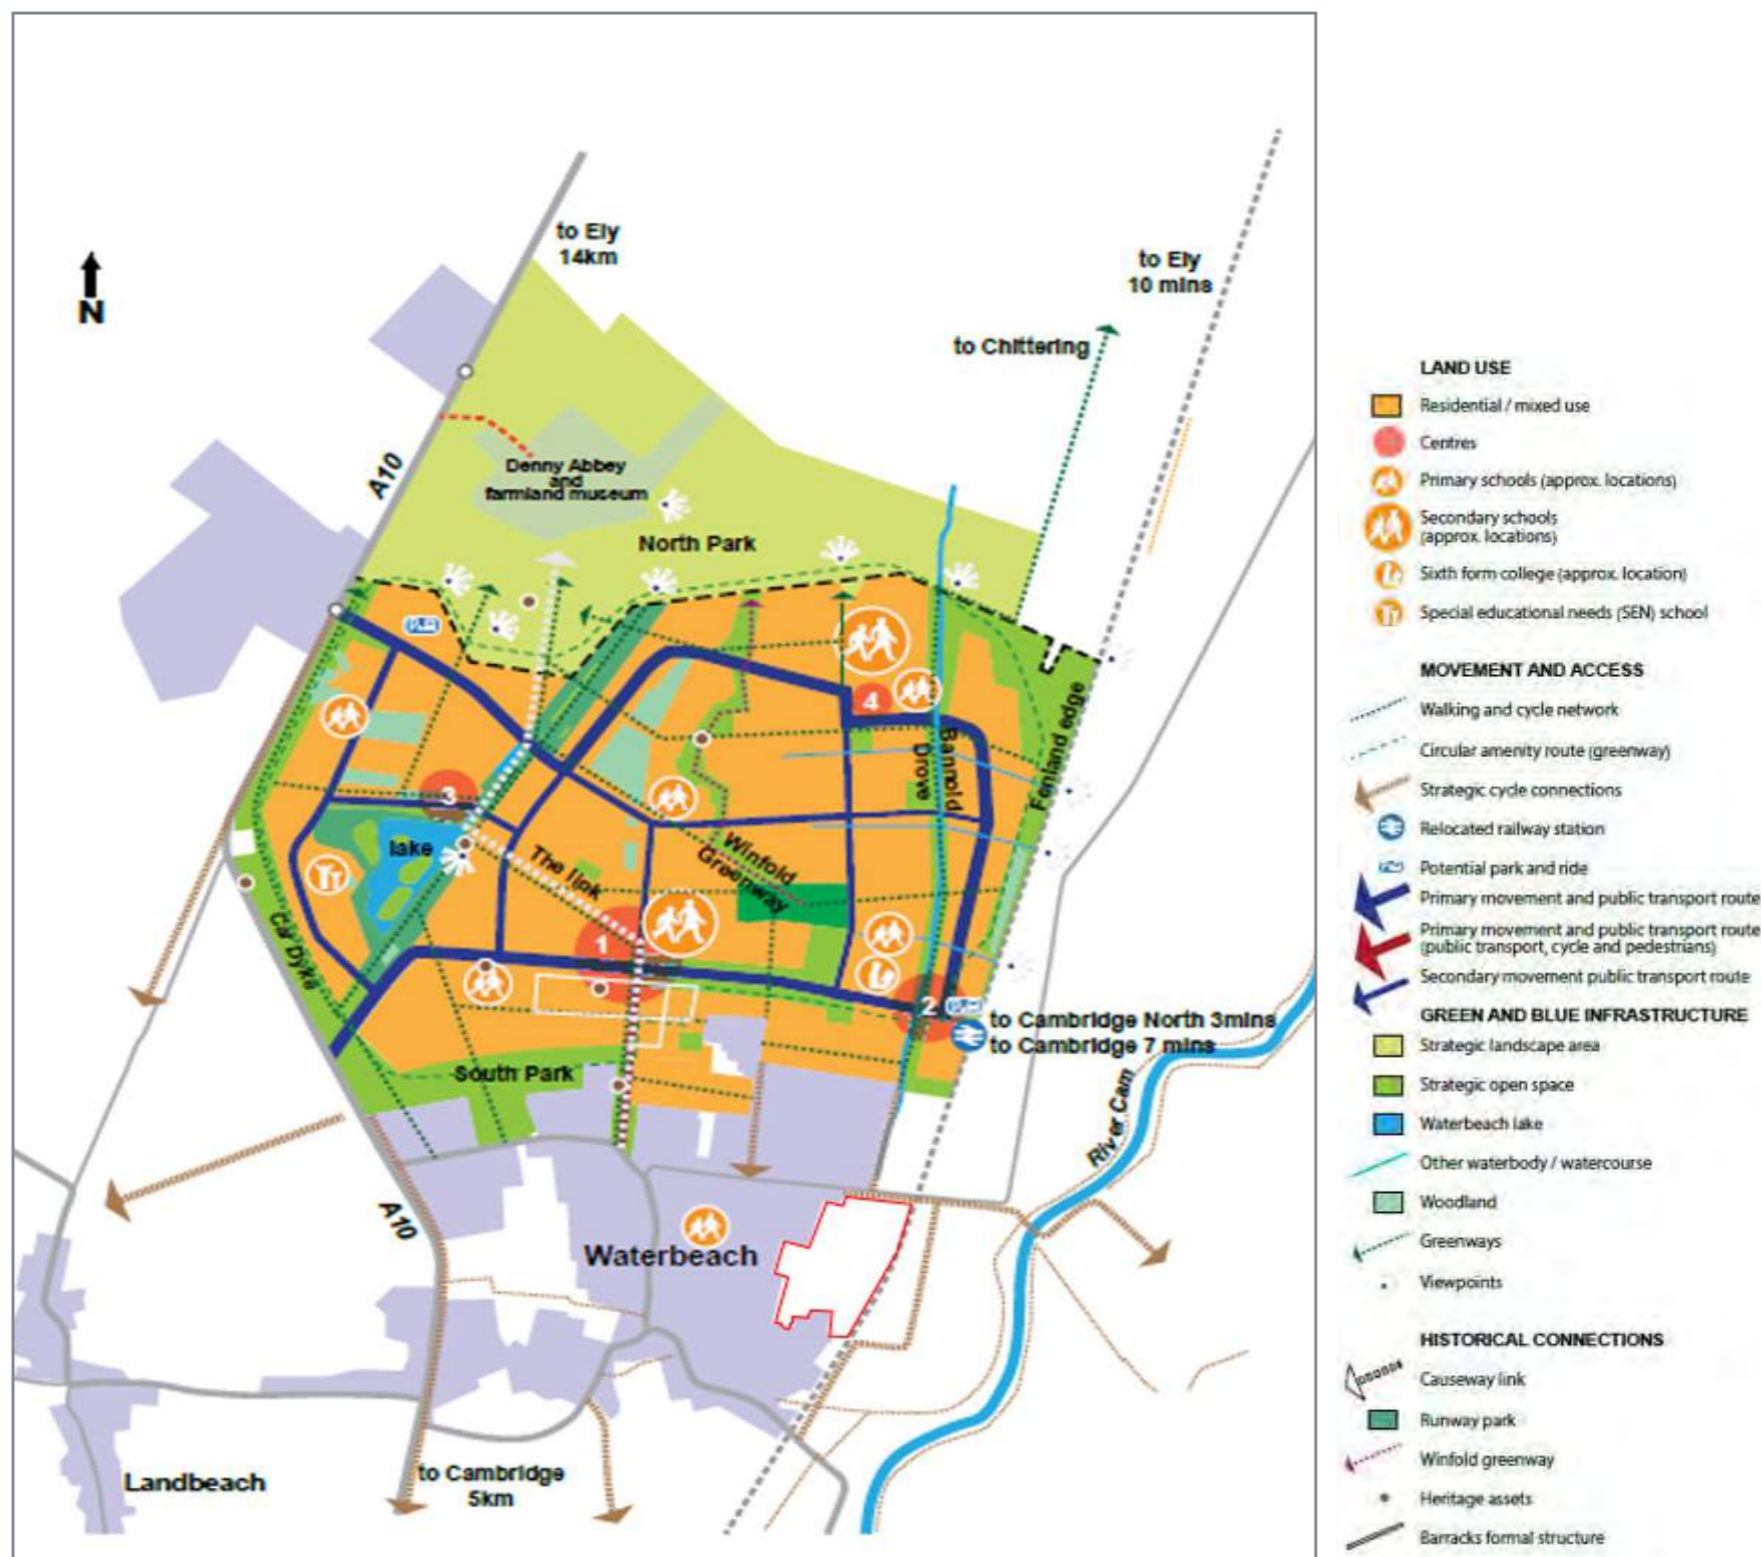 to Ely
14km
to Ely
10 mins
N
to Chittering
A10
Denny Abbey
and
farmland museum
North Park
4
Bannold
Drove
Fenland edge
3
lake
The link
Winfold
Greenway
Car Dyke
1
2
to Cambridge North 3mins
to Cambridge 7 mins
South Park
River Cam
A10
Waterbeach
Landbeach
to Cambridge
5km
LAND USE
Residential / mixed use
Centres
Primary schools (approx. locations)
Secondary schools
(approx. locations)
Sixth form college (approx. location)
Special educational needs (SEN) school
MOVEMENT AND ACCESS
Walking and cycle network
Circular amenity route (greenway)
Strategic cycle connections
Relocated railway station
Potential park and ride
Primary movement and public transport route
Primary movement and public transport route
(public transport, cycle and pedestrians)
Secondary movement public transport route
GREEN AND BLUE INFRASTRUCTURE
Strategic landscape area
Strategic open space
Waterbeach lake
Other waterbody / watercourse
Woodland
Greenways
Viewpoints
HISTORICAL CONNECTIONS
Causeway link
Runway park
Winfold greenway
Heritage assets
Barracks formal structure